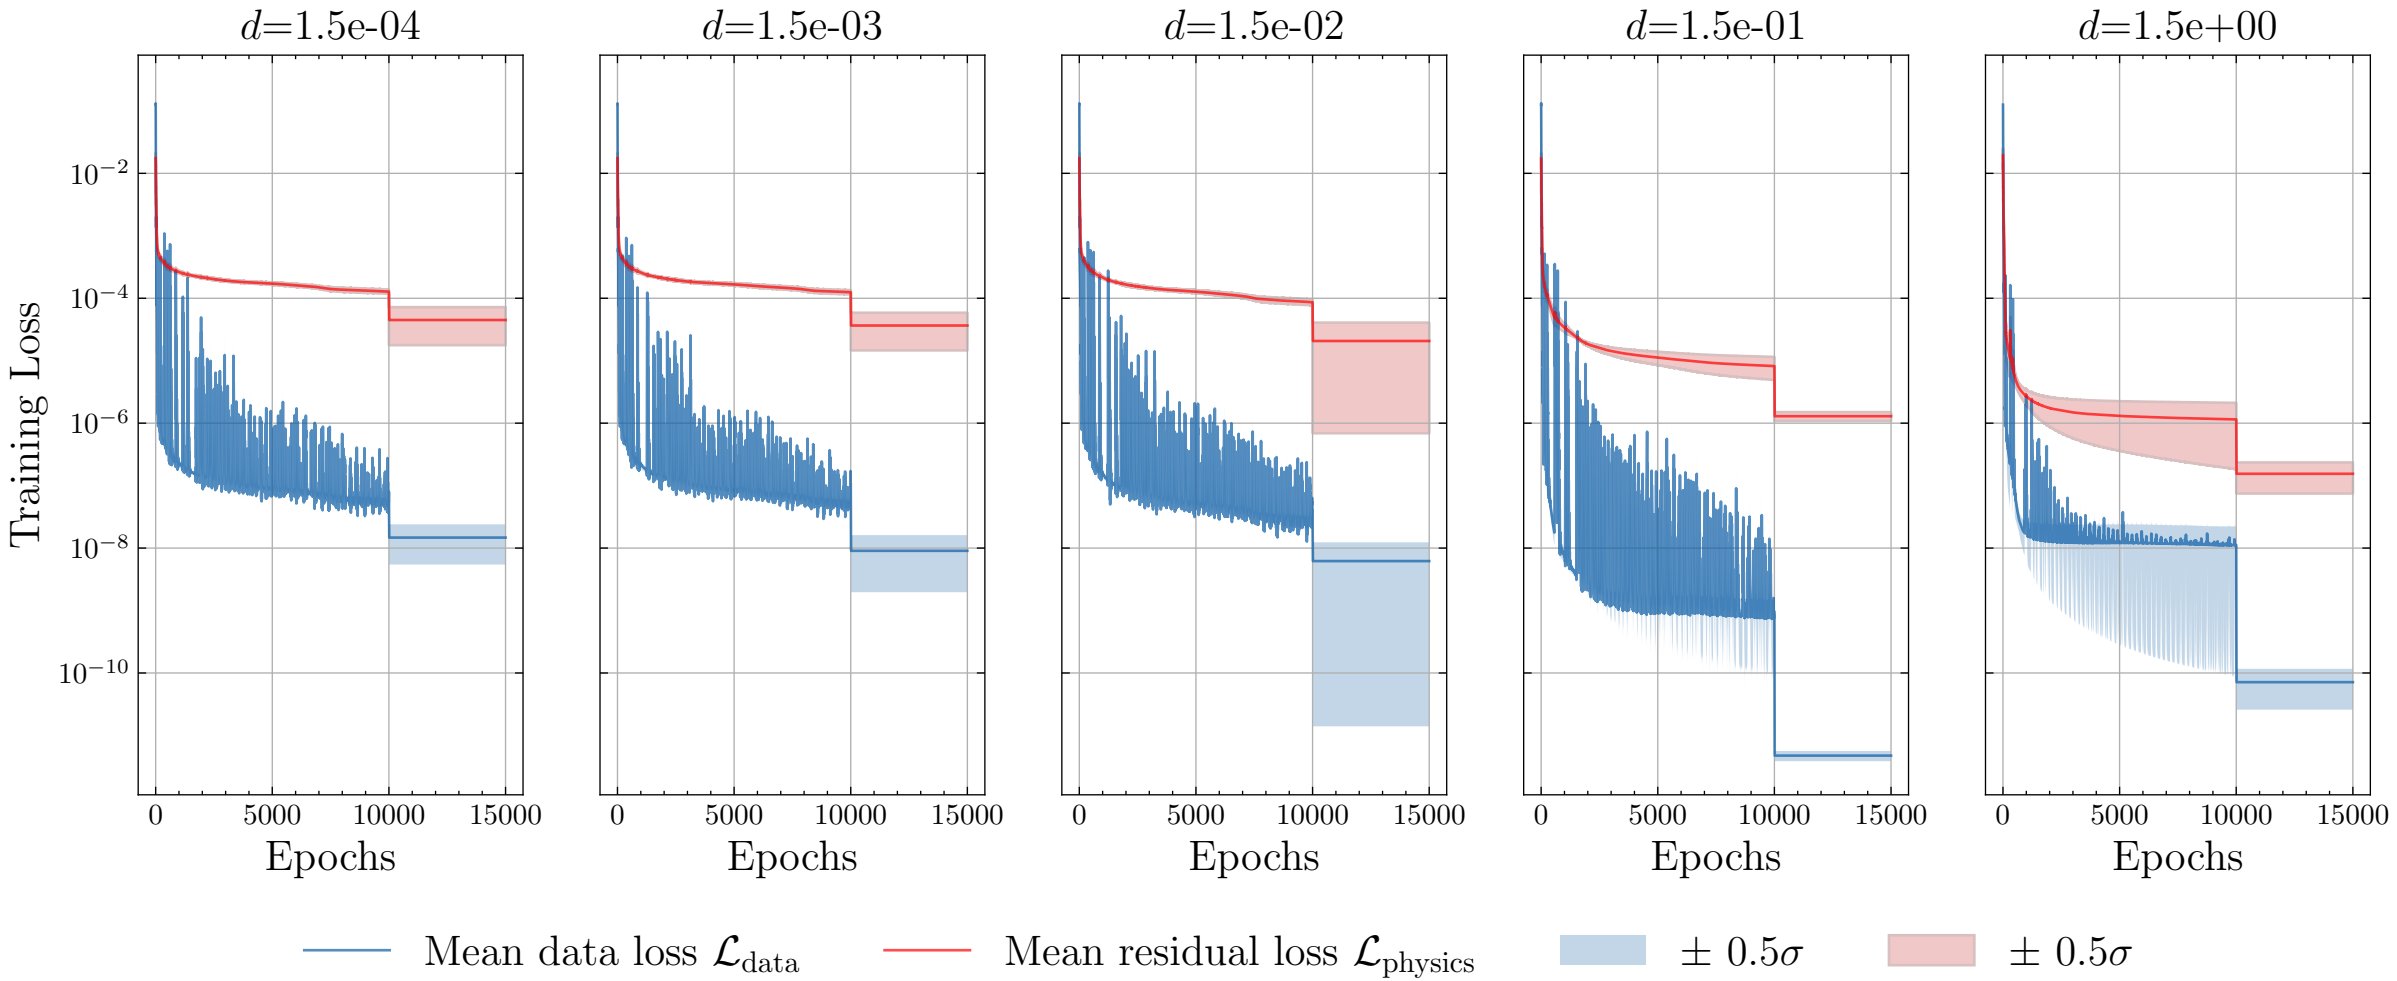 d=1.5e-04 d=1.5e-03 d=1.5e-02 d=1.5e-01 d=1.5e+00
Training Loss
10⁻²
10⁻⁴
10⁻⁶
10⁻⁸
10⁻¹⁰
0 5000 10000 15000 0 5000 10000 15000 0 5000 10000 15000 0 5000 10000 15000 0 5000 10000 15000
Epochs Epochs Epochs Epochs Epochs
Mean data loss ℒdata Mean residual loss ℒphysics ± 0.5σ ± 0.5σ